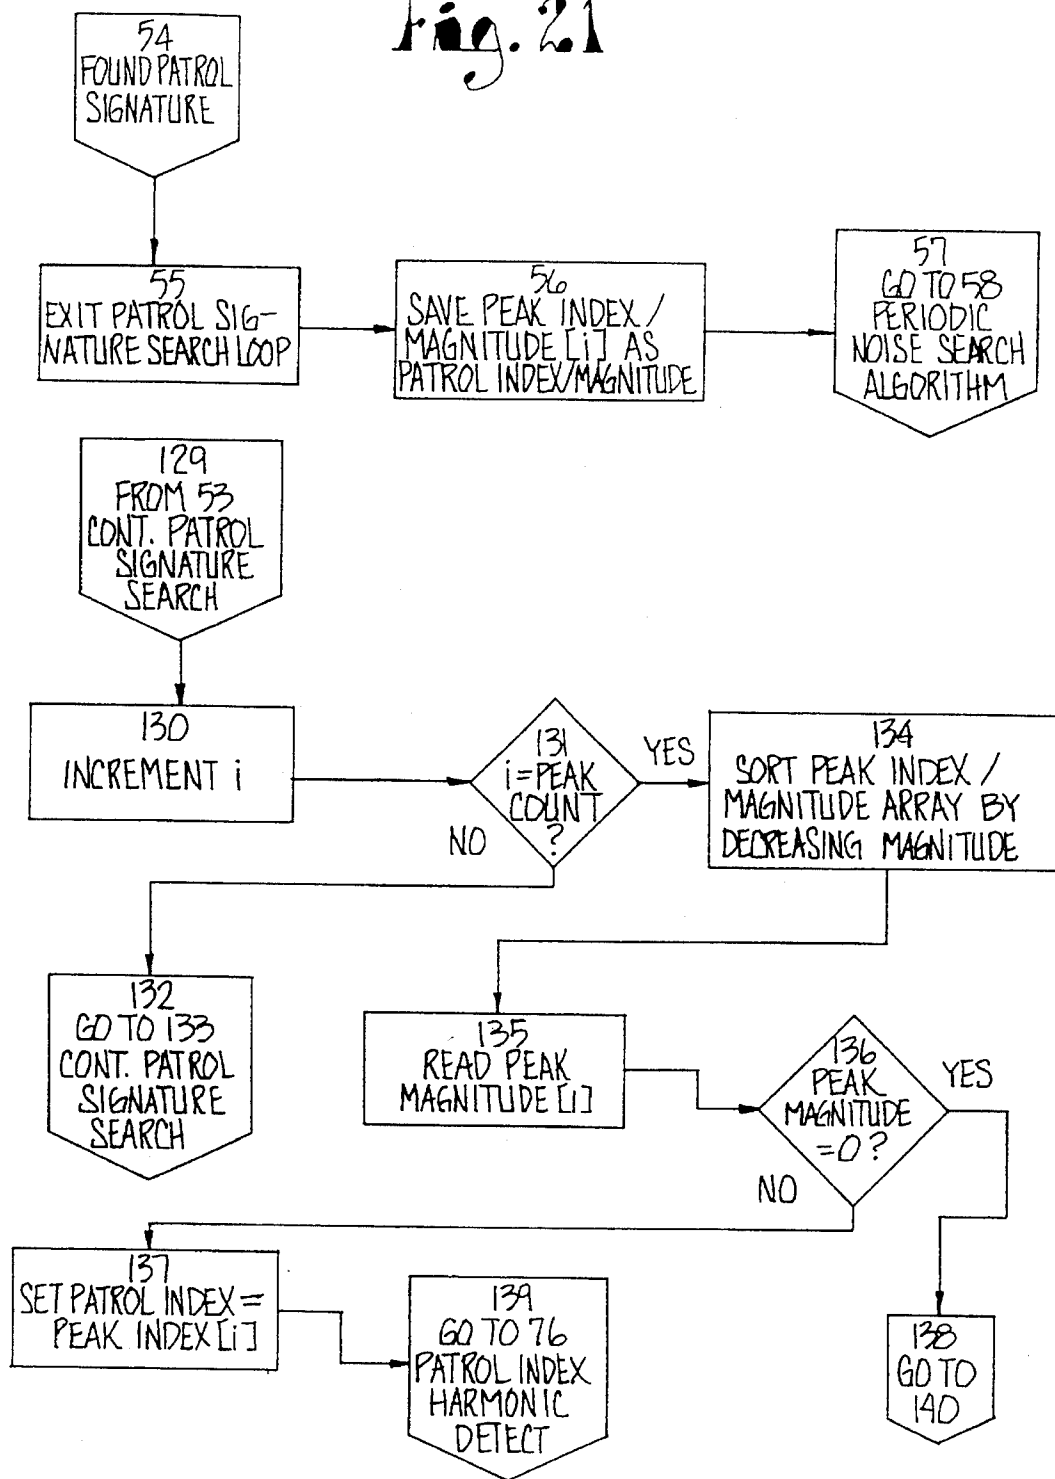 Fig. 21
54
FOUND PATROL
SIGNATURE
55
EXIT PATROL SIG-
NATURE SEARCH LOOP
56
SAVE PEAK INDEX /
MAGNITUDE [i] AS
PATROL INDEX/MAGNITUDE
57
GO TO 58
PERIODIC
NOISE SEARCH
ALGORITHM
129
FROM 53
CONT. PATROL
SIGNATURE
SEARCH
130
INCREMENT i
131
i=PEAK
COUNT
?
YES
NO
134
SORT PEAK INDEX /
MAGNITUDE ARRAY BY
DECREASING MAGNITUDE
132
GO TO 133
CONT. PATROL
SIGNATURE
SEARCH
135
READ PEAK
MAGNITUDE [i]
136
PEAK
MAGNITUDE
=0?
YES
NO
137
SET PATROL INDEX =
PEAK INDEX [i]
139
GO TO 76
PATROL INDEX
HARMONIC
DETECT
138
GO TO
140